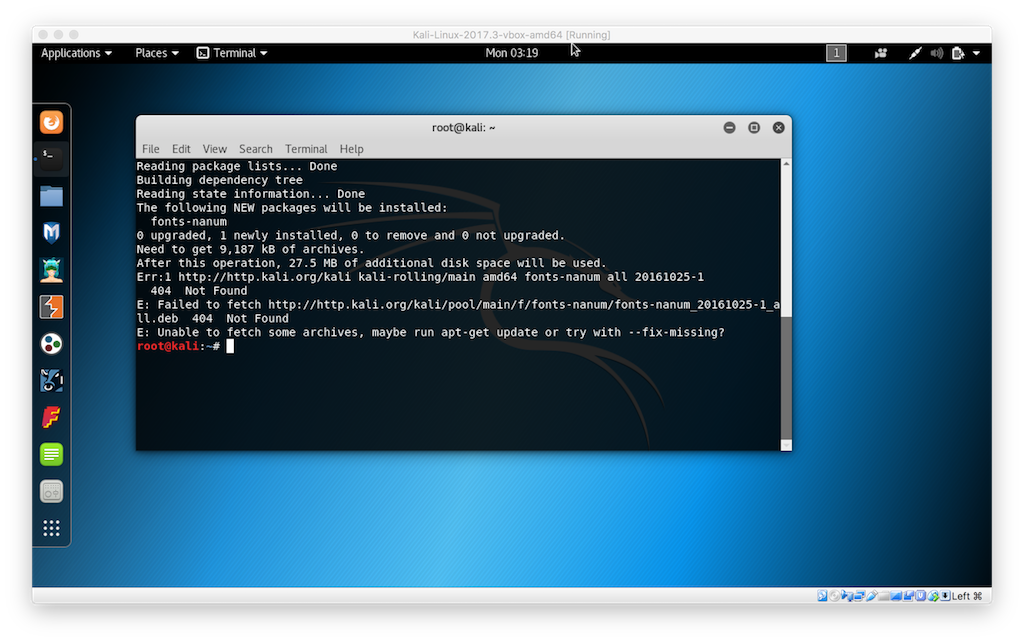 Kali-Linux-2017.3-vbox-amd64 [Running]
Applications Places Terminal Mon 03:19 1
root@kali: ~
File Edit View Search Terminal Help
Reading package lists... Done
Building dependency tree
Reading state information... Done
The following NEW packages will be installed:
  fonts-nanum
0 upgraded, 1 newly installed, 0 to remove and 0 not upgraded.
Need to get 9,187 kB of archives.
After this operation, 27.5 MB of additional disk space will be used.
Err:1 http://http.kali.org/kali kali-rolling/main amd64 fonts-nanum all 20161025-1
  404  Not Found
E: Failed to fetch http://http.kali.org/kali/pool/main/f/fonts-nanum/fonts-nanum_20161025-1_a
ll.deb  404  Not Found
E: Unable to fetch some archives, maybe run apt-get update or try with --fix-missing?
root@kali:~#
Left ⌘